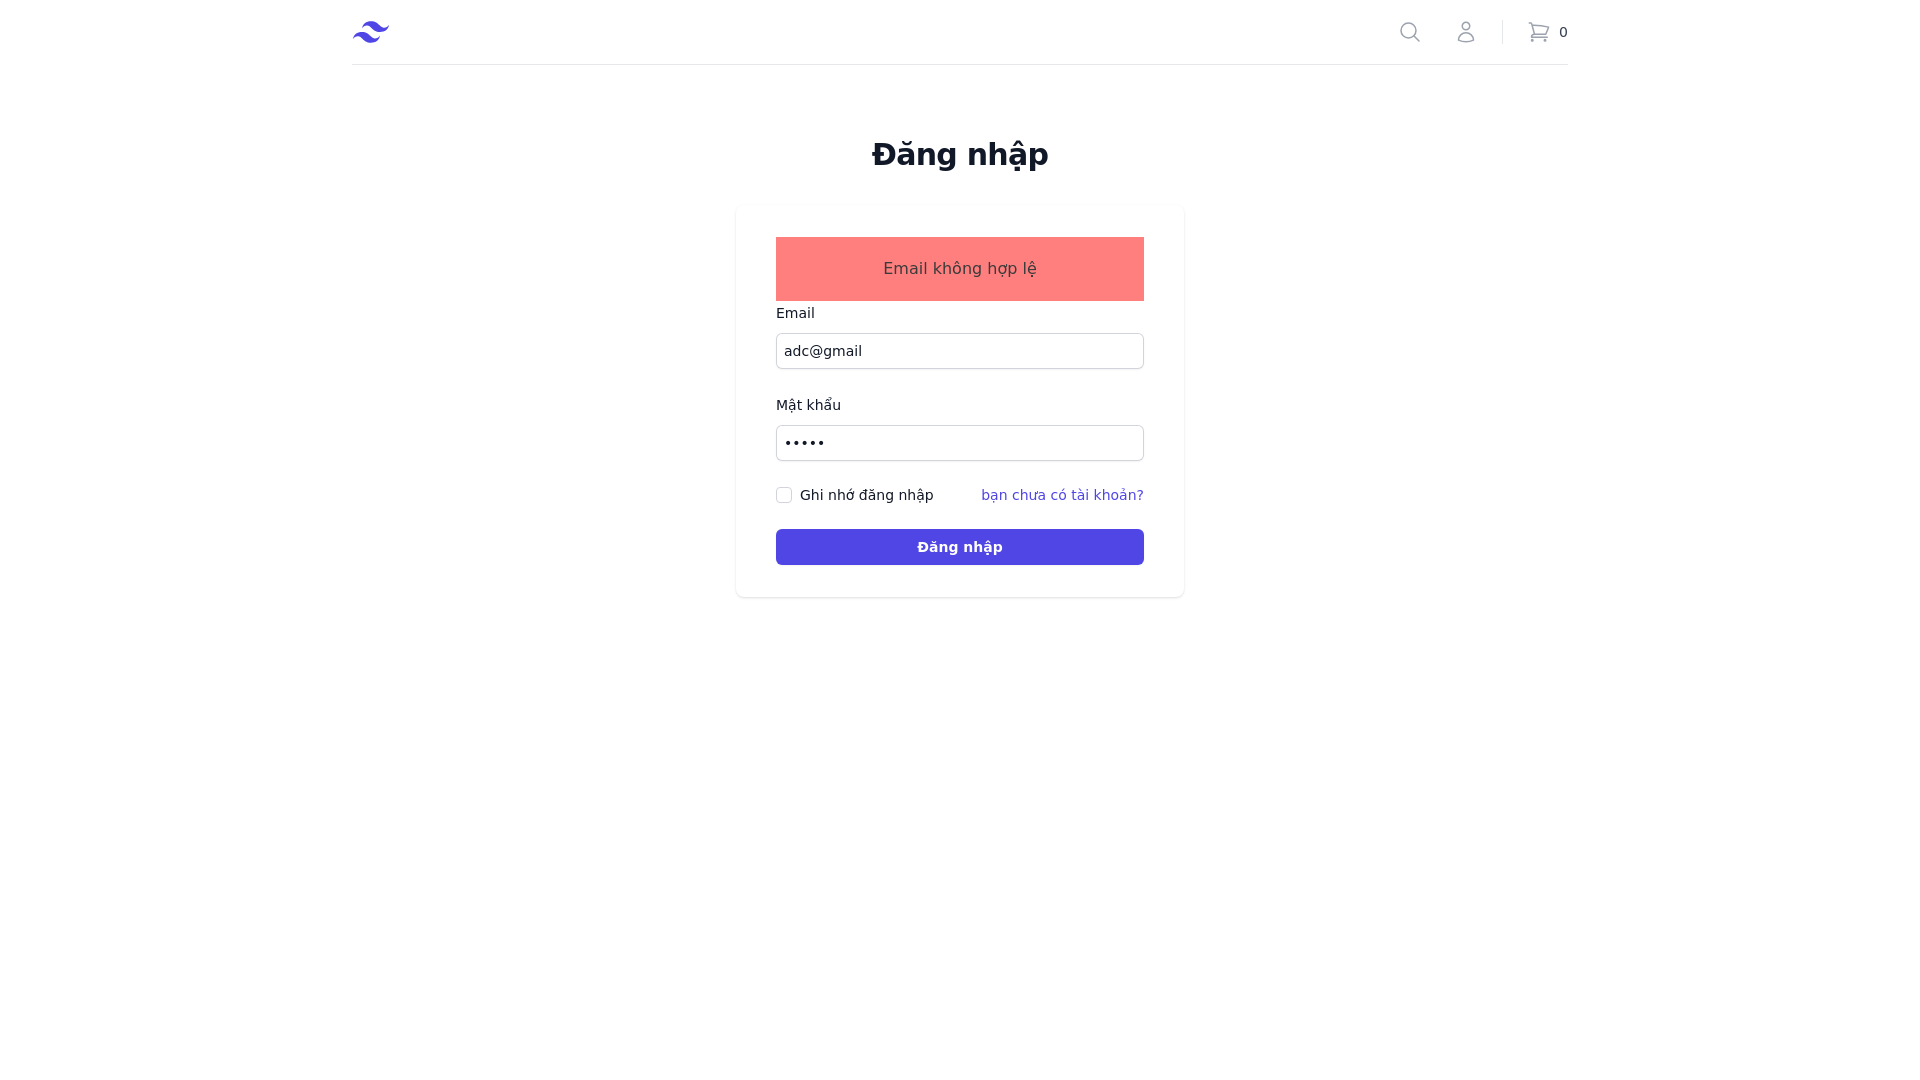 0
Đăng nhập
Email không hợp lệ
Email
adc@gmail
Mật khẩu
•••••
Ghi nhớ đăng nhập
bạn chưa có tài khoản?
Đăng nhập